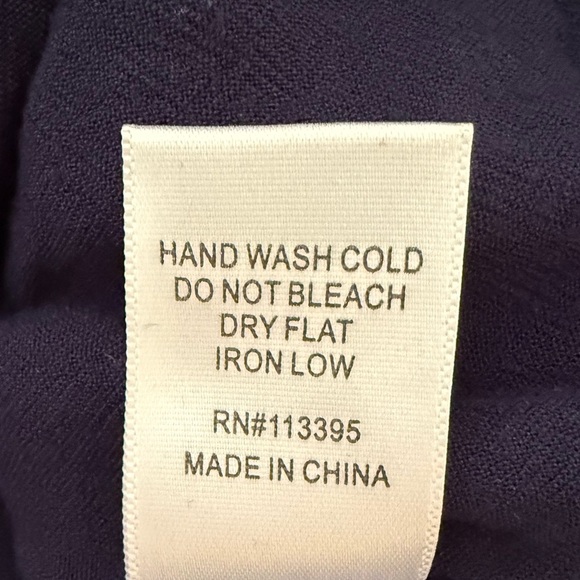 HAND WASH COLD
DO NOT BLEACH
DRY FLAT
IRON LOW
RN#113395
MADE IN CHINA